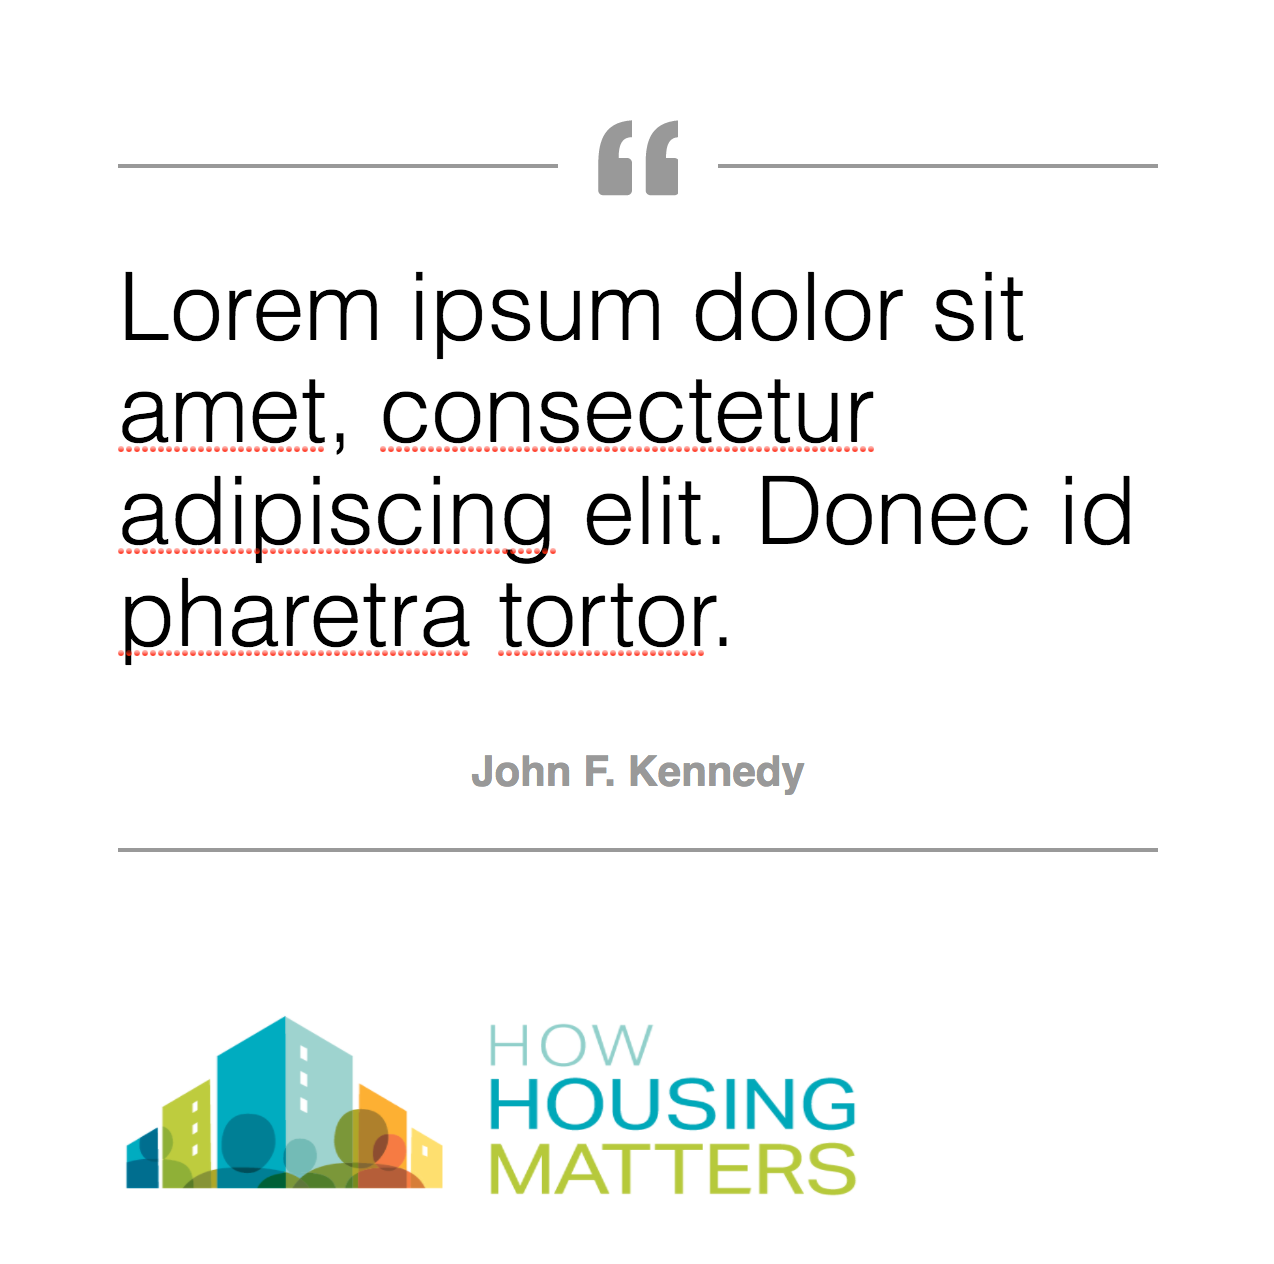 “
Lorem ipsum dolor sit
amet, consectetur
adipiscing elit. Donec id
pharetra tortor.
John F. Kennedy
HOW
HOUSING
MATTERS